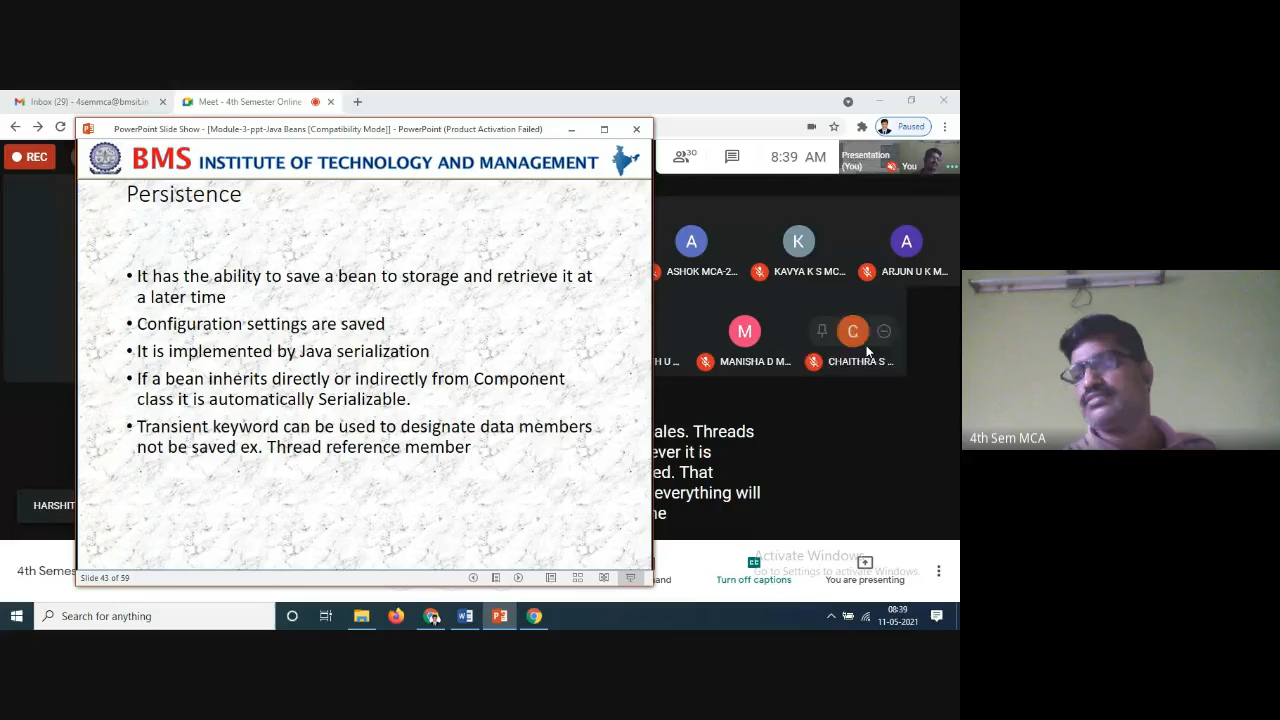 Inbox (29) - 4semmca@bmsit.in
Meet - 4th Semester Online
Paused
PowerPoint Slide Show - [Module-3-ppt-Java Beans [Compatibility Mode]] - PowerPoint (Product Activation Failed)
REC
BMS INSTITUTE OF TECHNOLOGY AND MANAGEMENT
30
8:39 AM
Presentation
(You)
You
Persistence
• It has the ability to save a bean to storage and retrieve it at
a later time
• Configuration settings are saved
• It is implemented by Java serialization
• If a bean inherits directly or indirectly from Component
class it is automatically Serializable.
• Transient keyword can be used to designate data members
not be saved ex. Thread reference member
A
K
A
ASHOK MCA-2...
KAVYA K S MC...
ARJUN U K M...
M
C
H U ...
MANISHA D M...
CHAITHRA S ...
ales. Threads
ever it is
ed. That
everything will
me
HARSHIT
4th Sem MCA
4th Semes
Slide 43 of 59
and
Turn off captions
You are presenting
Activate Windows
Go to Settings to activate Windows.
Search for anything
08:39
11-05-2021